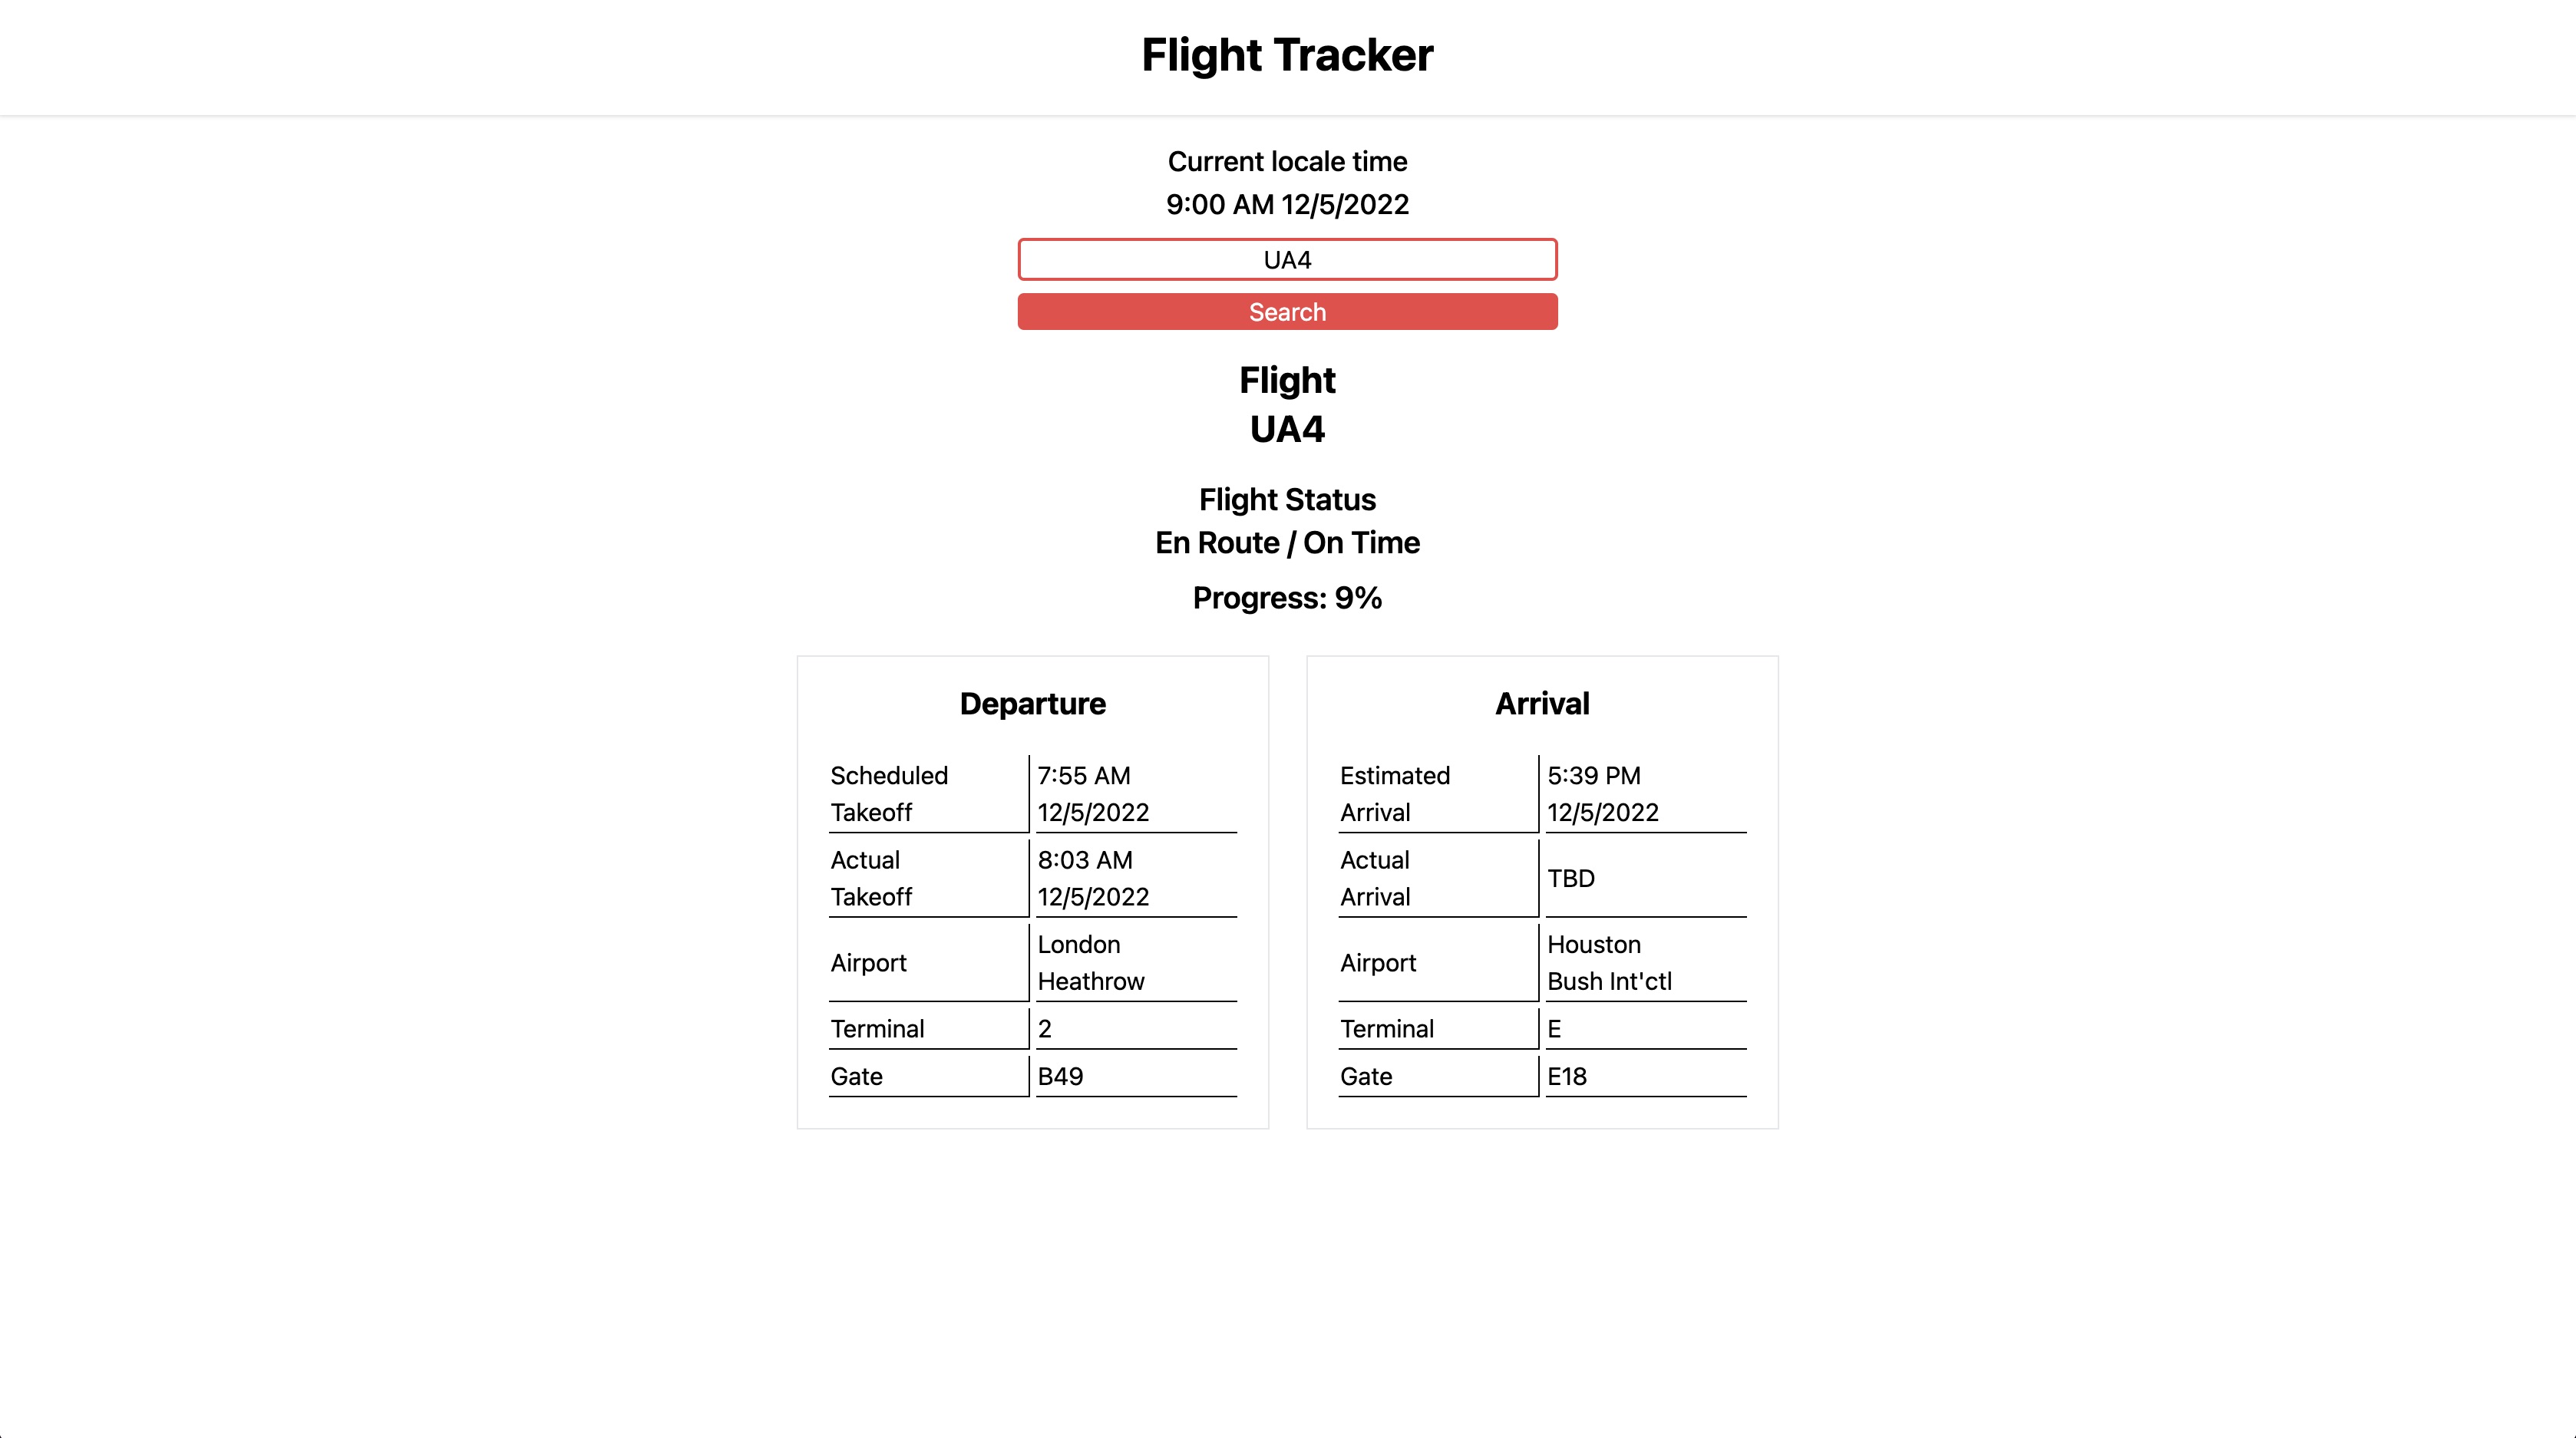 Flight Tracker
Current locale time
9:00 AM 12/5/2022
UA4
Search
Flight
UA4
Flight Status
En Route / On Time
Progress: 9%
Departure
Scheduled
Takeoff
7:55 AM
12/5/2022
Actual
Takeoff
8:03 AM
12/5/2022
Airport
London
Heathrow
Terminal
2
Gate
B49
Arrival
Estimated
Arrival
5:39 PM
12/5/2022
Actual
Arrival
TBD
Airport
Houston
Bush Int'ctl
Terminal
E
Gate
E18